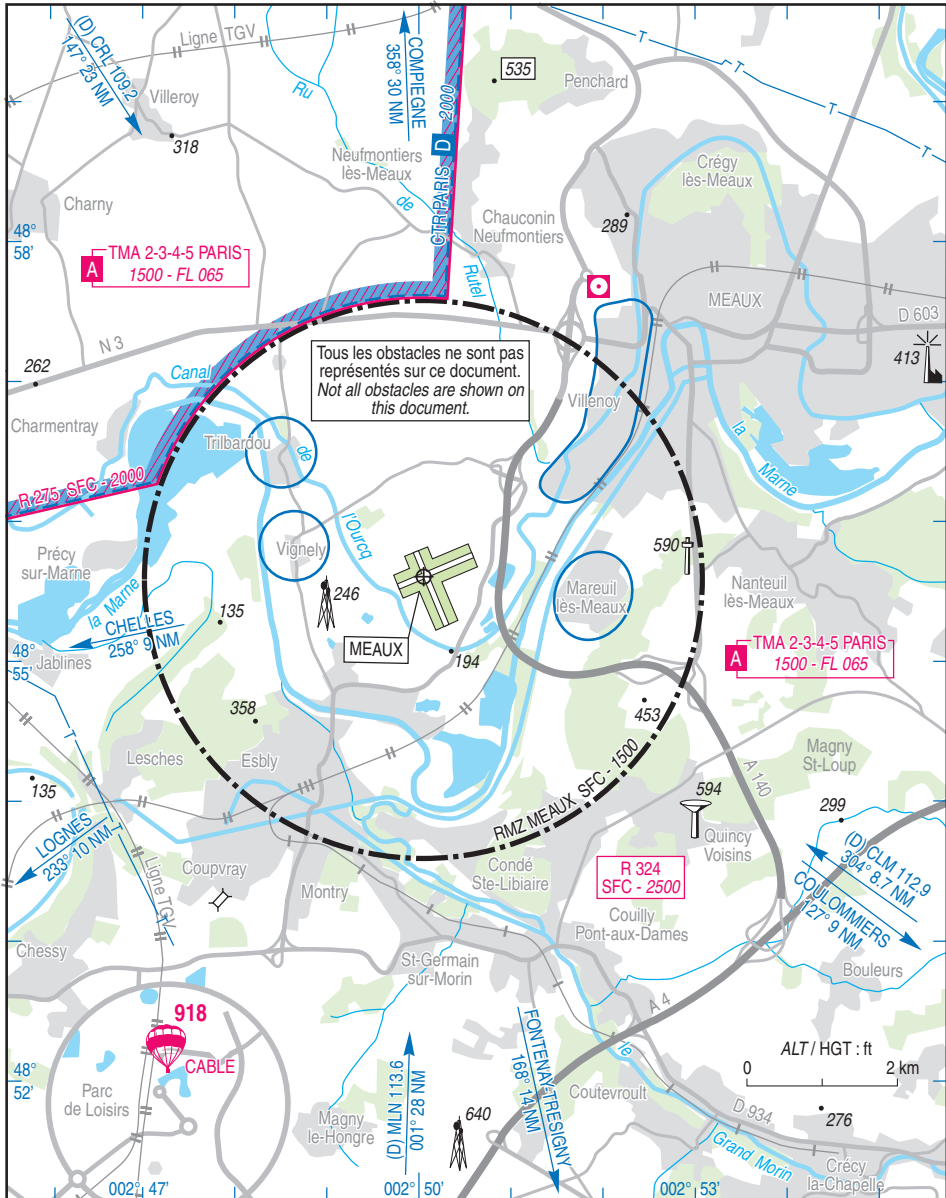 Ligne TGV
(D) CRL 109.2
147° 23 NM
COMPIEGNE
358° 30 NM
535
Penchard
T
T
T
T
Villeroy
318
Ru
de
Rutel
Neufmontiers
lès-Meaux
CTR PARIS D 2000
Crégy
lès-Meaux
Charny
48°
58'
A
TMA 2-3-4-5 PARIS
1500 - FL 065
Chauconin
Neufmontiers
289
MEAUX
D 603
413
N 3
262
Canal
de
l'Ourcq
Tous les obstacles ne sont pas
représentés sur ce document.
Not all obstacles are shown on
this document.
Charmentray
Trilbardou
Villenoy
la
Marne
R 275 SFC - 2000
Précy
sur-Marne
Vignely
590
Nanteuil
lès-Meaux
246
Mareuil
lès-Meaux
la Marne
135
CHELLES
258° 9 NM
MEAUX
194
A
TMA 2-3-4-5 PARIS
1500 - FL 065
48°
55'
Jablines
T
358
453
Lesches
Esbly
Magny
St-Loup
A 140
RMZ MEAUX SFC - 1500
135
594
299
Quincy
Voisins
LOGNES
233° 10 NM
T
Ligne TGV
Coupvray
Condé
Ste-Libiaire
R 324
SFC - 2500
(D) CLM 112.9
304° 8.7 NM
COULOMMIERS
127° 9 NM
Montry
Couilly
Pont-aux-Dames
Chessy
St-Germain
sur-Morin
Bouleurs
A 4
918
CABLE
FONTENAY-TRESIGNY
168° 14 NM
le
Grand Morin
ALT / HGT : ft
0
2 km
48°
52'
Parc
de Loisirs
(D) MLN 113.6
001° 28 NM
Coutevroult
Magny
le-Hongre
640
D 934
276
Crécy
la-Chapelle
002° 47'
002° 50'
002° 53'